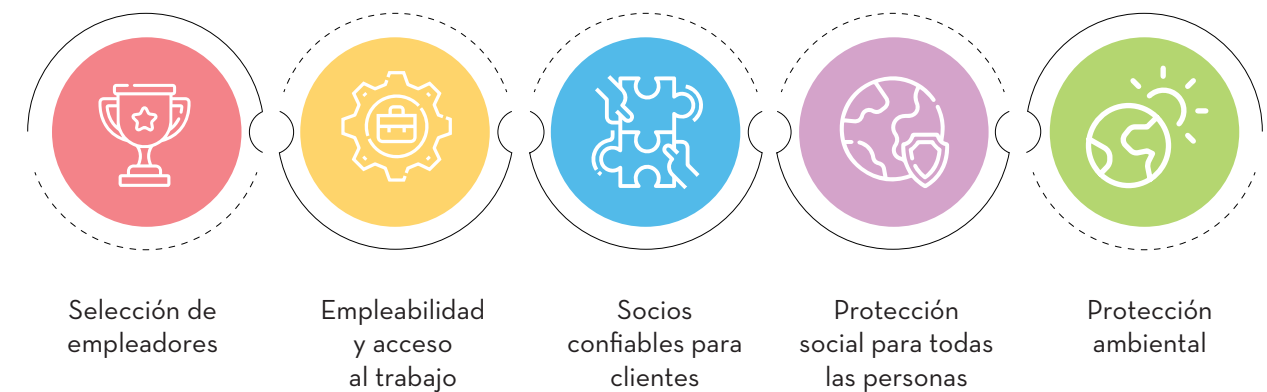 Selección de
empleadores
Empleabilidad
y acceso
al trabajo
Socios
confiables para
clientes
Protección
social para todas
las personas
Protección
ambiental